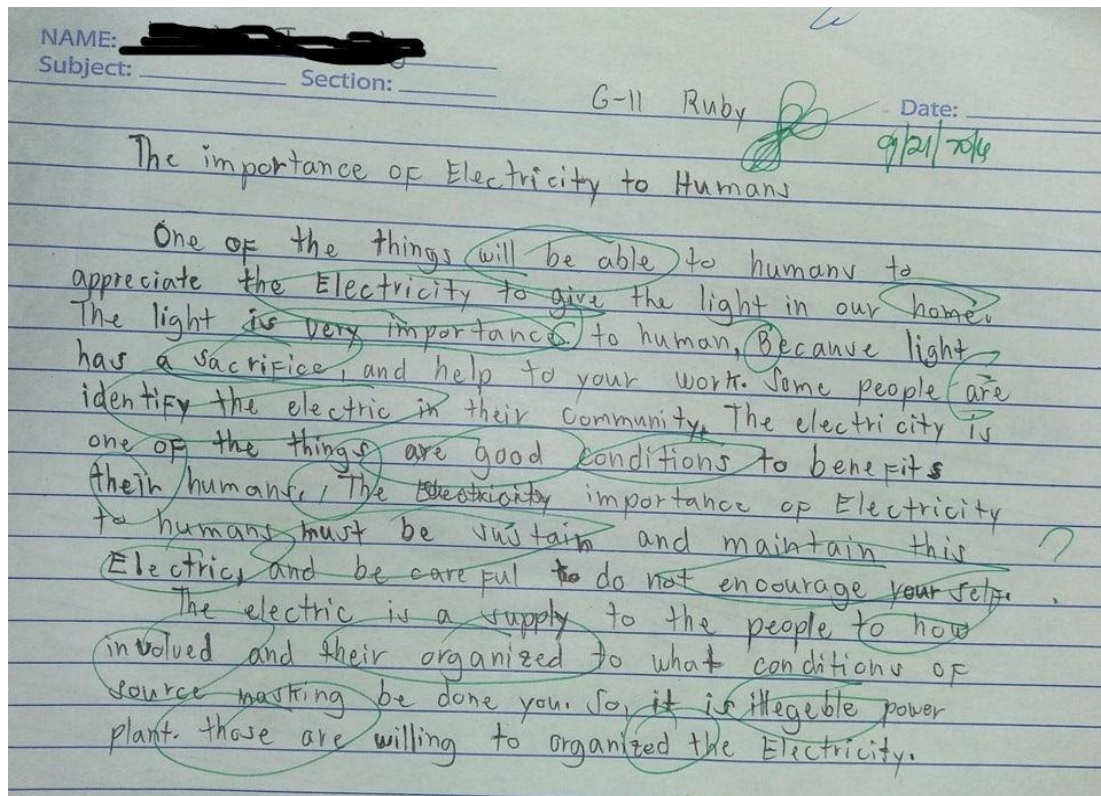 NAME:
Subject: Section:
G-11 Ruby Date:
09/21/2016
The importance of Electricity to Humans
One of the things will be able to humans to
appreciate the Electricity to give the light in our home.
The light is very importance. to human, Because light
has a sacrifice, and help to your work. Some people are
identify the electric in their community, The electricity is
one of the things are good conditions to benefits
their humans, The importance of Electricity
to humans must be sustain and maintain this ?
Electric, and be careful to do not encourage your self.
The electric is a supply to the people to how
involved and their organized to what conditions of
source masking be done you. So, it is illegeble power
plant. those are willing to organized the Electricity.